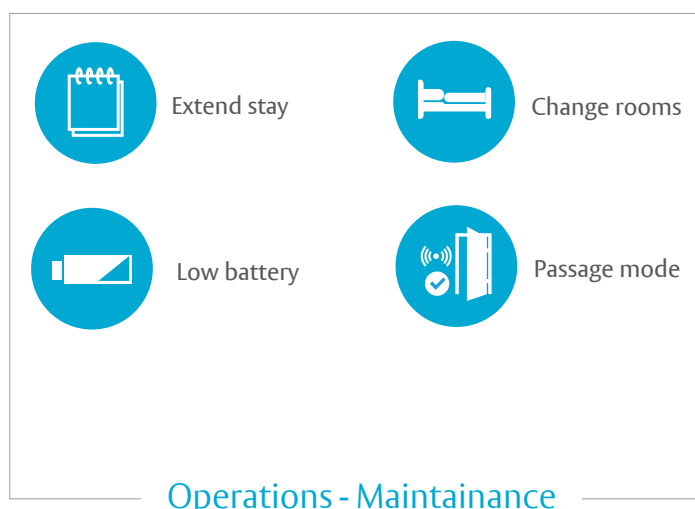 Extend stay
Change rooms
Low battery
Passage mode
Operations - Maintainance